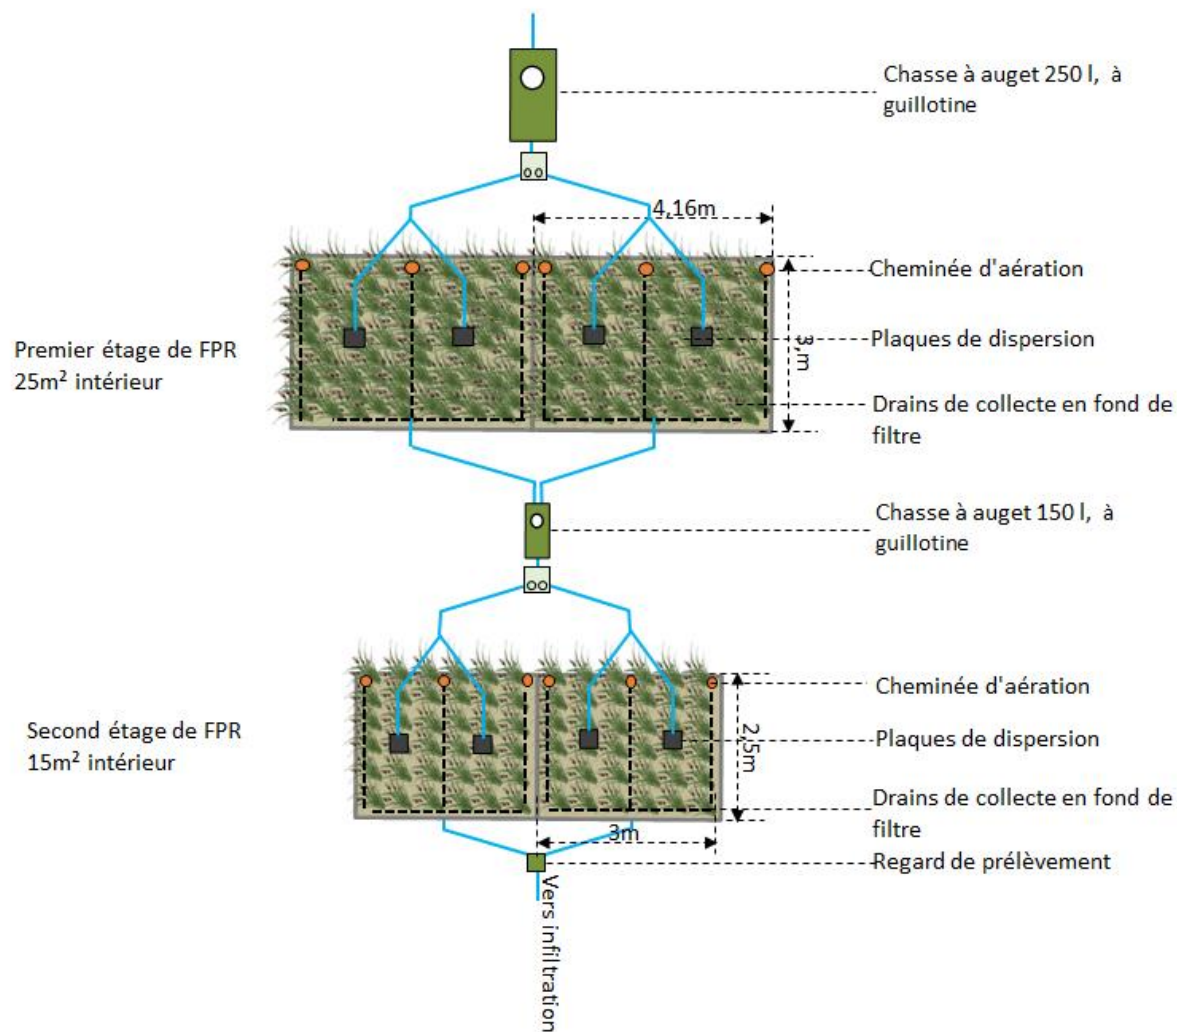 Chasse à auget 250 l, à
guillotine
4,16m
Cheminée d'aération
Plaques de dispersion
3,m
Premier étage de FPR
25m² intérieur
Drains de collecte en fond de
filtre
Chasse à auget 150 l, à
guillotine
Cheminée d'aération
Second étage de FPR
15m² intérieur
2,5m
Plaques de dispersion
Drains de collecte en fond de
filtre
3m
Regard de prélèvement
Vers infiltration